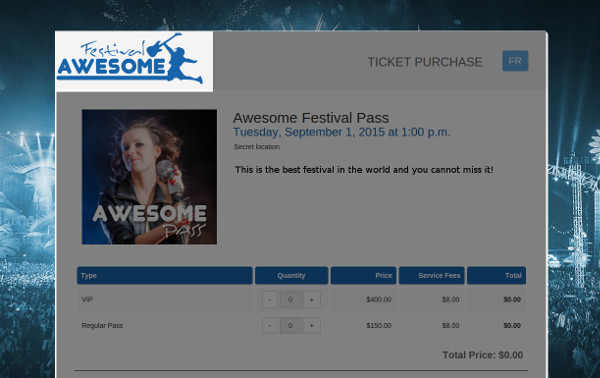 Festival
AWESOME
TICKET PURCHASE
FR
Awesome Festival Pass
Tuesday, September 1, 2015 at 1:00 p.m.
Secret location
This is the best festival in the world and you cannot miss it!
AWESOME
PASS
Type Quantity Price Service Fees Total
VIP - 0 + $400.00 $8.00 $0.00
Regular Pass - 0 + $150.00 $8.00 $0.00
Total Price: $0.00